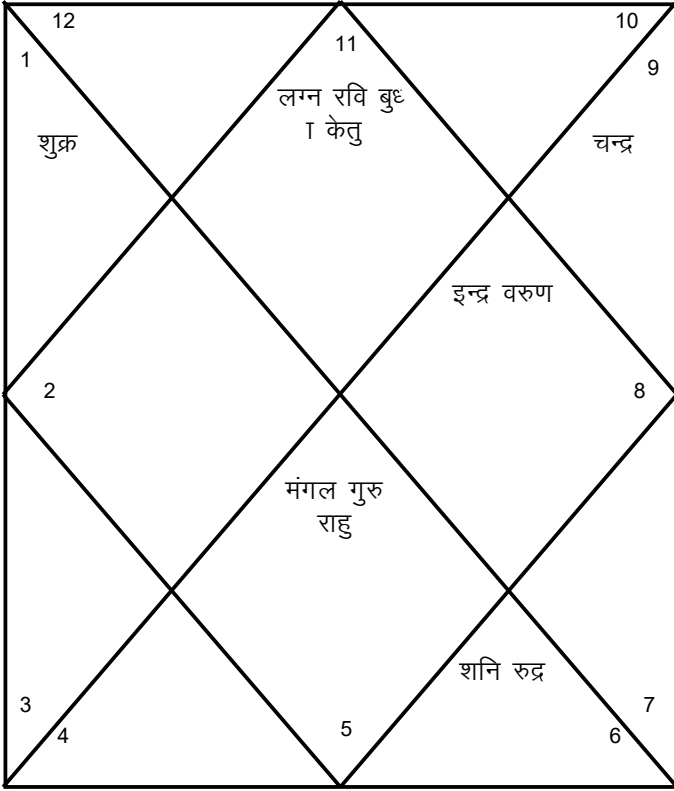 12
11
10
1
9
लग्न रवि बुध
ा केतु
शुक्र
चन्द्र
इन्द्र वरुण
2
8
मंगल गुरु
राहु
शनि रुद्र
3
7
4
5
6